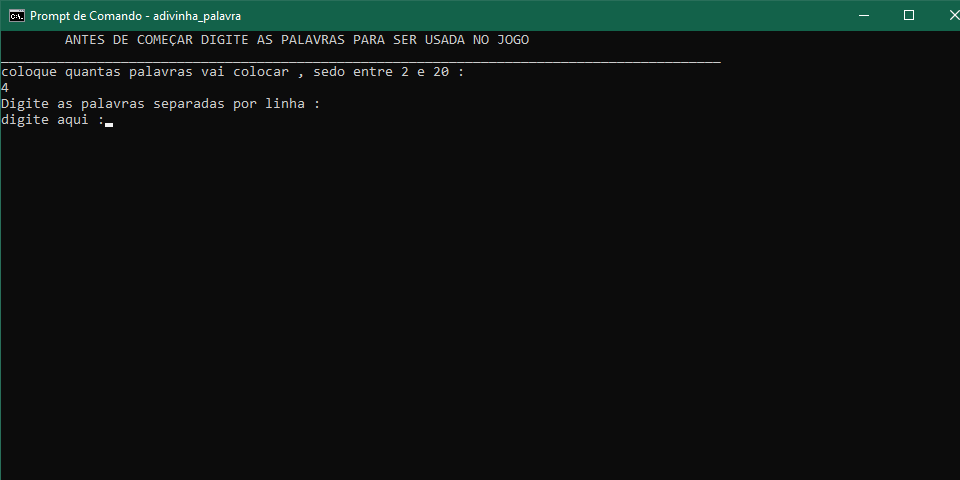 Prompt de Comando - adivinha_palavra
ANTES DE COMEÇAR DIGITE AS PALAVRAS PARA SER USADA NO JOGO
__________________________________________________________________________________________
coloque quantas palavras vai colocar , sedo entre 2 e 20 :
4
Digite as palavras separadas por linha :
digite aqui :